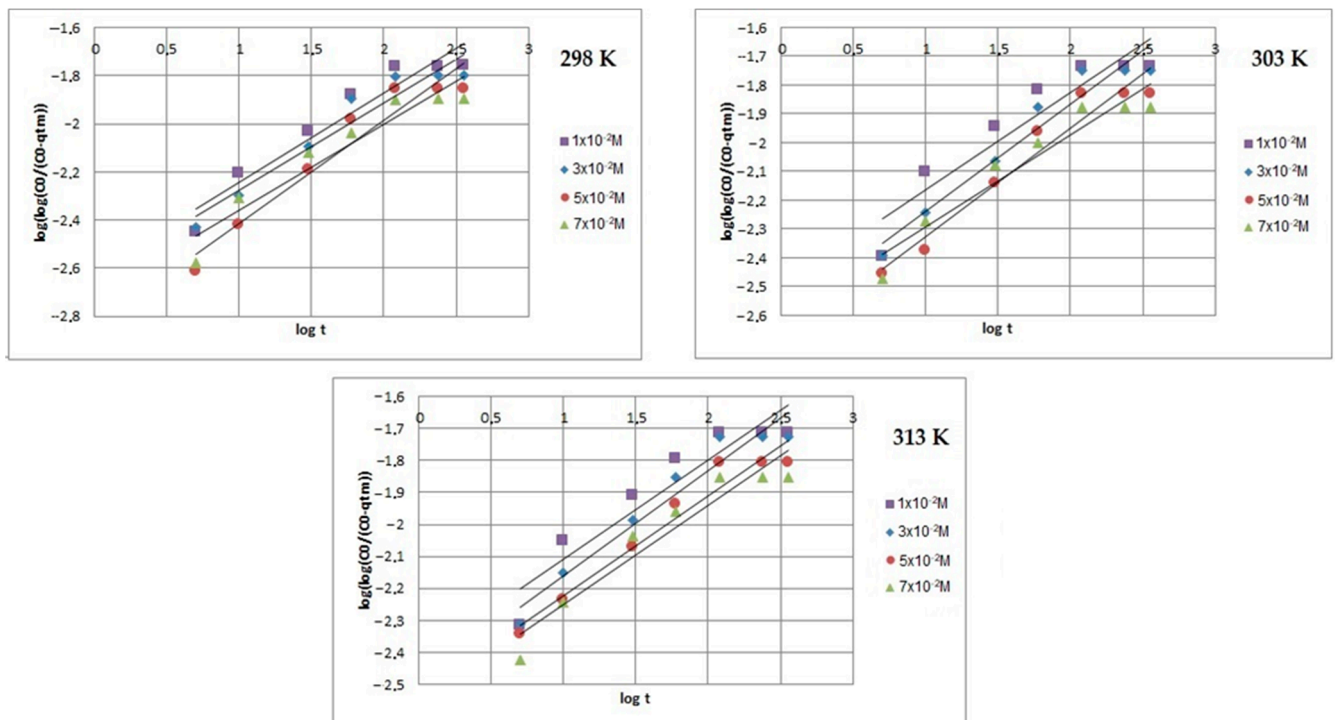 298 K
−1,6
0 0,5 1 1,5 2 2,5 3
−1,8
−2
−2,2
−2,4
−2,6
−2,8
log(log(C0/(C0-qtm))
log t
1x10⁻²M
3x10⁻²M
5x10⁻²M
7x10⁻²M
303 K
−1,6
0 0,5 1 1,5 2 2,5 3
−1,7
−1,8
−1,9
−2
−2,1
−2,2
−2,3
−2,4
−2,5
−2,6
log(log(C0/(C0-qtm))
log t
1x10⁻²M
3x10⁻²M
5x10⁻²M
7x10⁻²M
313 K
−1,6
0 0,5 1 1,5 2 2,5 3
−1,7
−1,8
−1,9
−2
−2,1
−2,2
−2,3
−2,4
−2,5
log(log(C0/(C0-qtm))
log t
1x10⁻²M
3x10⁻²M
5x10⁻²M
7x10⁻²M